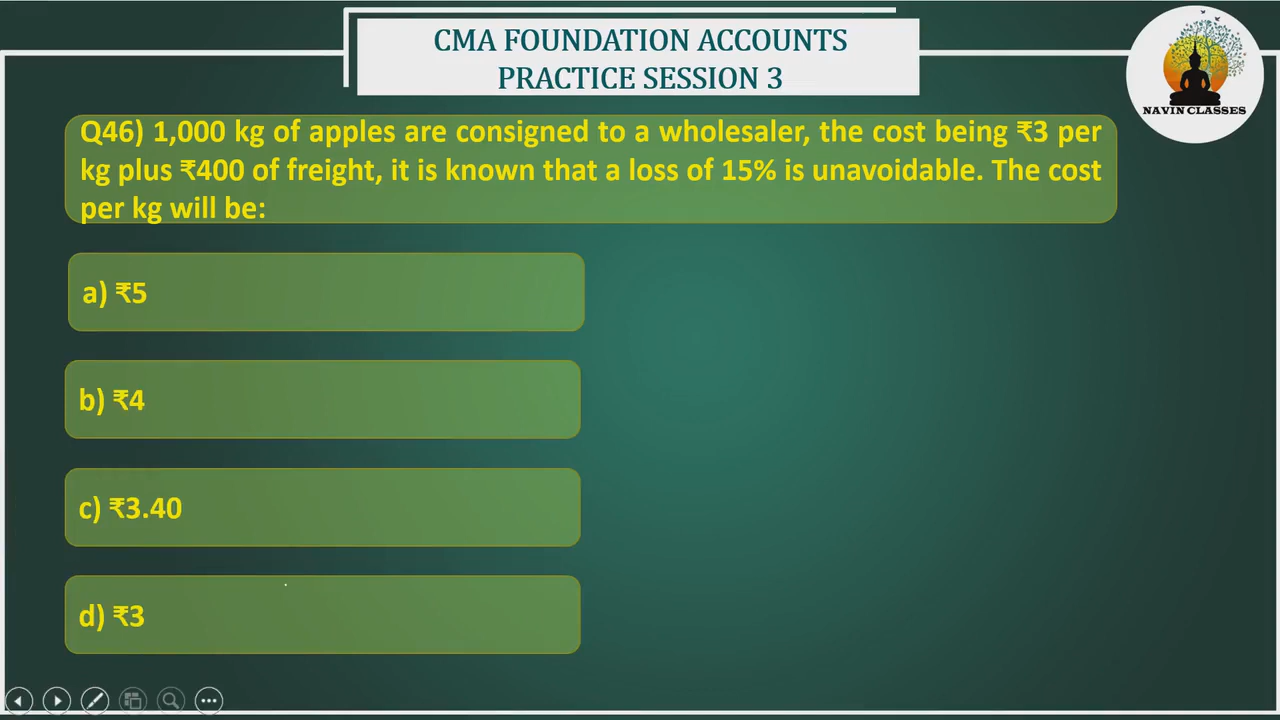 CMA FOUNDATION ACCOUNTS
PRACTICE SESSION 3
NAVIN CLASSES
Q46) 1,000 kg of apples are consigned to a wholesaler, the cost being ₹3 per
kg plus ₹400 of freight, it is known that a loss of 15% is unavoidable. The cost
per kg will be:
a) ₹5
b) ₹4
c) ₹3.40
d) ₹3